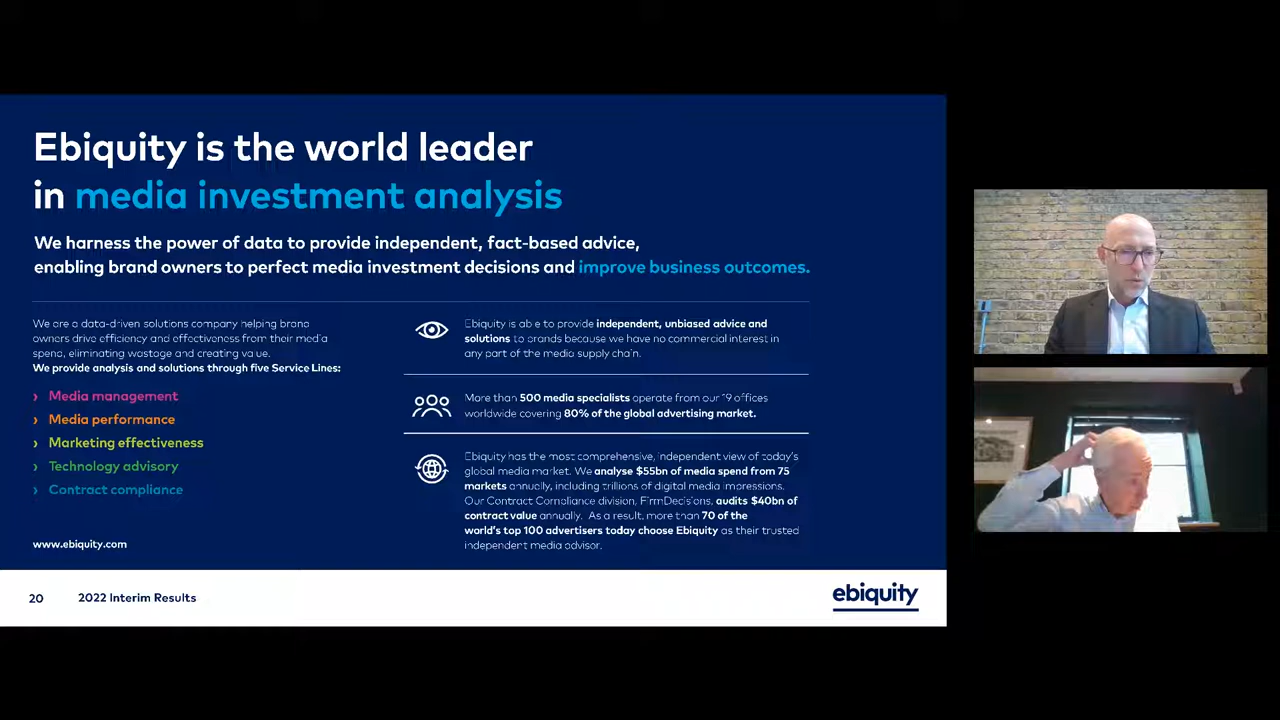 Ebiquity is the world leader
in media investment analysis
We harness the power of data to provide independent, fact-based advice,
enabling brand owners to perfect media investment decisions and improve business outcomes.
We are a data-driven solutions company helping brand
owners drive efficiency and effectiveness from their media
spend, eliminating wastage and creating value.
We provide analysis and solutions through five Service Lines:
› Media management
› Media performance
› Marketing effectiveness
› Technology advisory
› Contract compliance
www.ebiquity.com
Ebiquity is able to provide independent, unbiased advice and
solutions to brands because we have no commercial interest in
any part of the media supply chain.
More than 500 media specialists operate from our 19 offices
worldwide covering 80% of the global advertising market.
Ebiquity has the most comprehensive, independent view of today's
global media market. We analyse $55bn of media spend from 75
markets annually, including trillions of digital media impressions.
Our Contract Compliance division, FirmDecisions, audits $40bn of
contract value annually. As a result, more than 70 of the
world's top 100 advertisers today choose Ebiquity as their trusted
independent media advisor.
20 2022 Interim Results
ebiquity